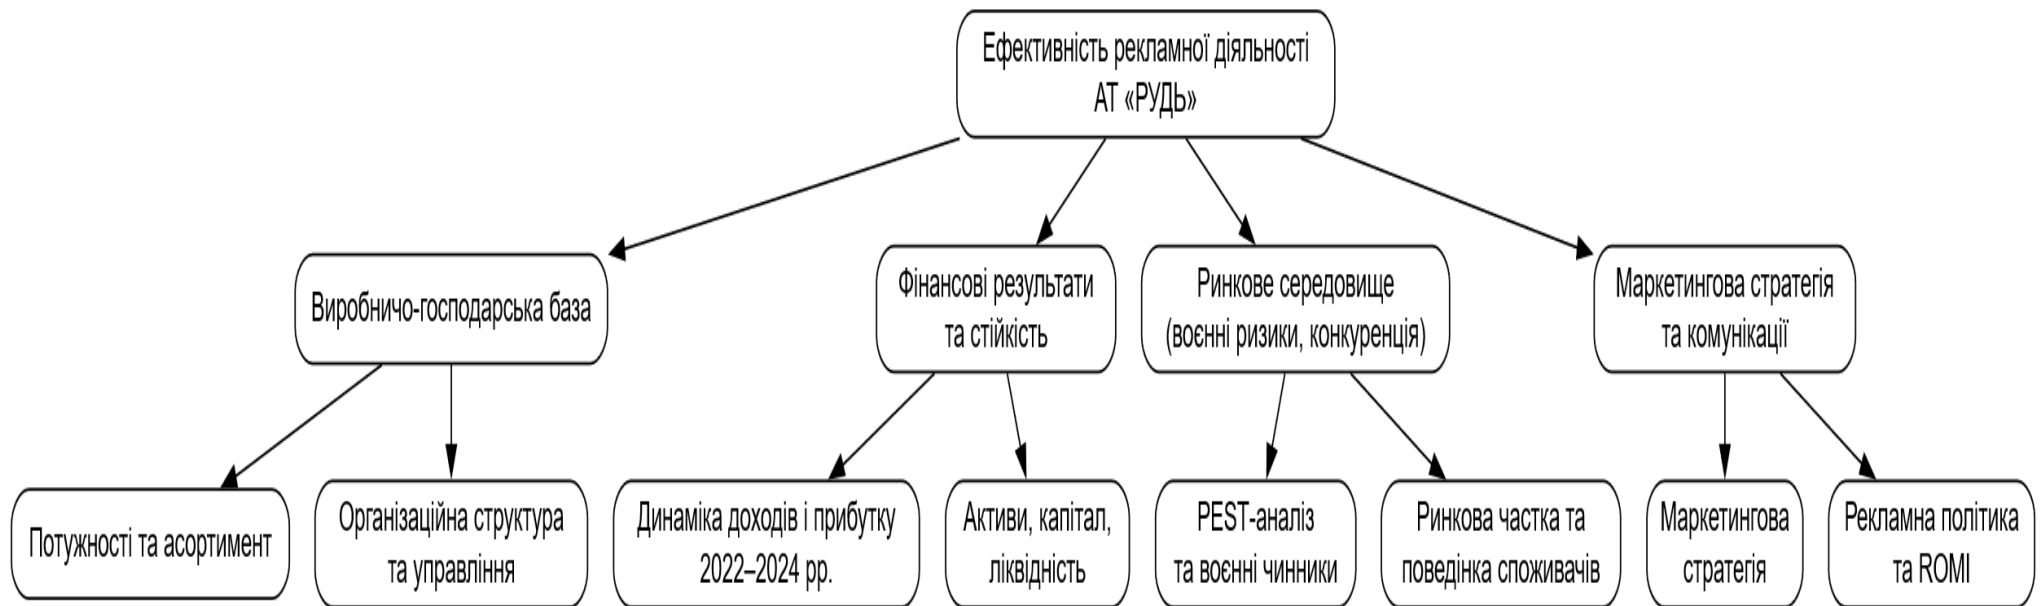 Ефективність рекламної діяльності
АТ «РУДЬ»
Виробничо-господарська база
Фінансові результати
та стійкість
Ринкове середовище
(воєнні ризики, конкуренція)
Маркетингова стратегія
та комунікації
Потужності та асортимент
Організаційна структура
та управління
Динаміка доходів і прибутку
2022–2024 рр.
Активи, капітал,
ліквідність
PEST-аналіз
та воєнні чинники
Ринкова частка та
поведінка споживачів
Маркетингова
стратегія
Рекламна політика
та ROMI